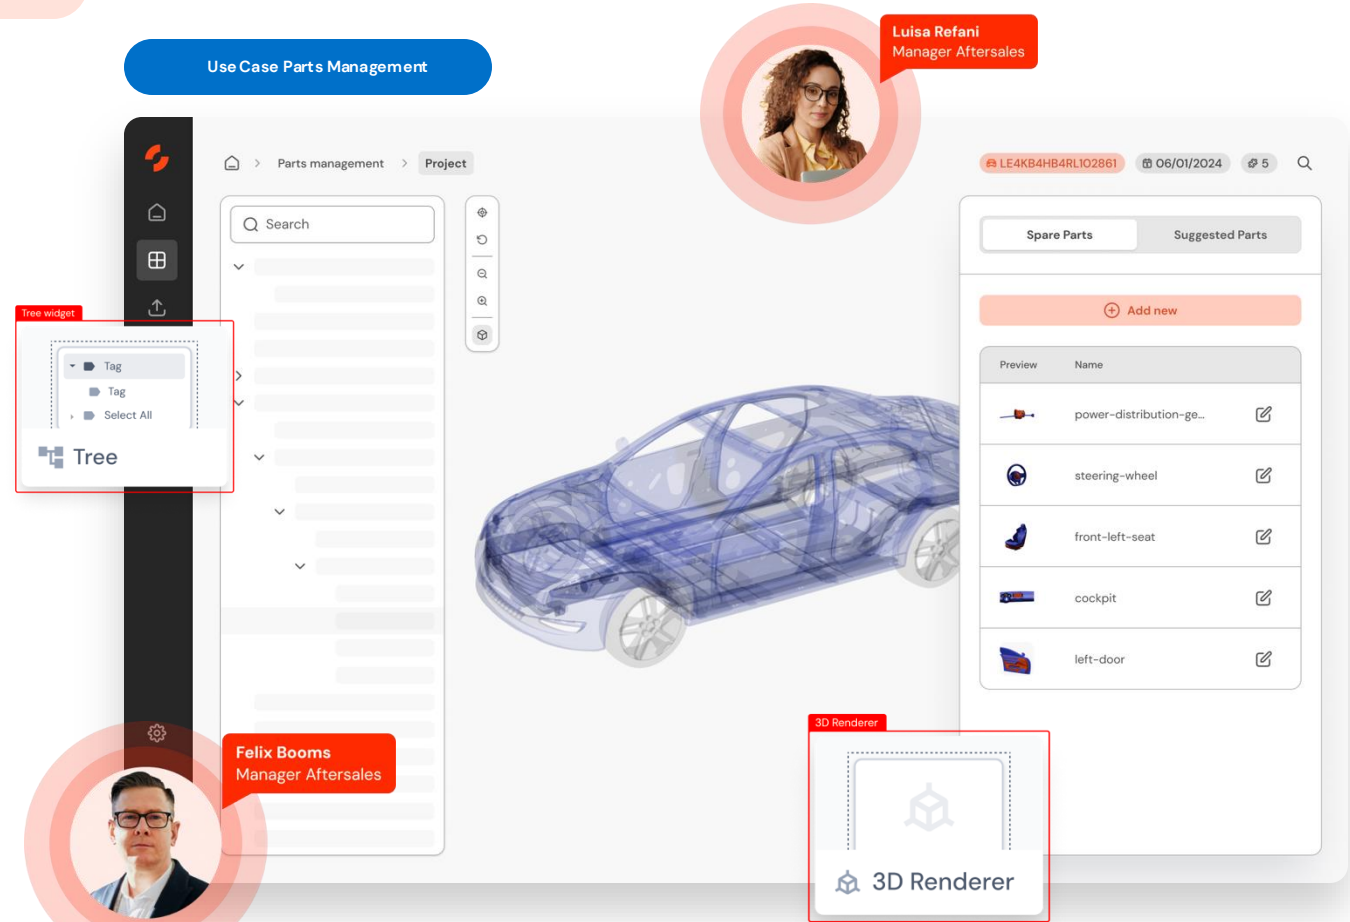 Luisa Refani
Manager Aftersales
Use Case Parts Management
Parts management
Project
LE4KB4HB4RL102861
06/01/2024
5
Search
Spare Parts
Suggested Parts
Add new
Tree widget
Tag
Tag
Select All
Tree
Preview
Name
power-distribution-ge...
steering-wheel
front-left-seat
cockpit
left-door
3D Renderer
3D Renderer
Felix Booms
Manager Aftersales